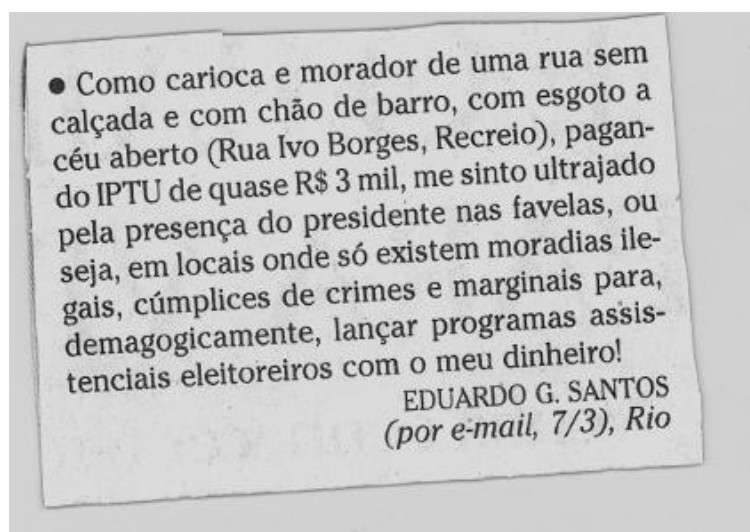 ● Como carioca e morador de uma rua sem
calçada e com chão de barro, com esgoto a
céu aberto (Rua Ivo Borges, Recreio), pagan-
do IPTU de quase R$ 3 mil, me sinto ultrajado
pela presença do presidente nas favelas, ou
seja, em locais onde só existem moradias ile-
gais, cúmplices de crimes e marginais para,
demagogicamente, lançar programas assis-
tenciais eleitoreiros com o meu dinheiro!
EDUARDO G. SANTOS
(por e-mail, 7/3), Rio